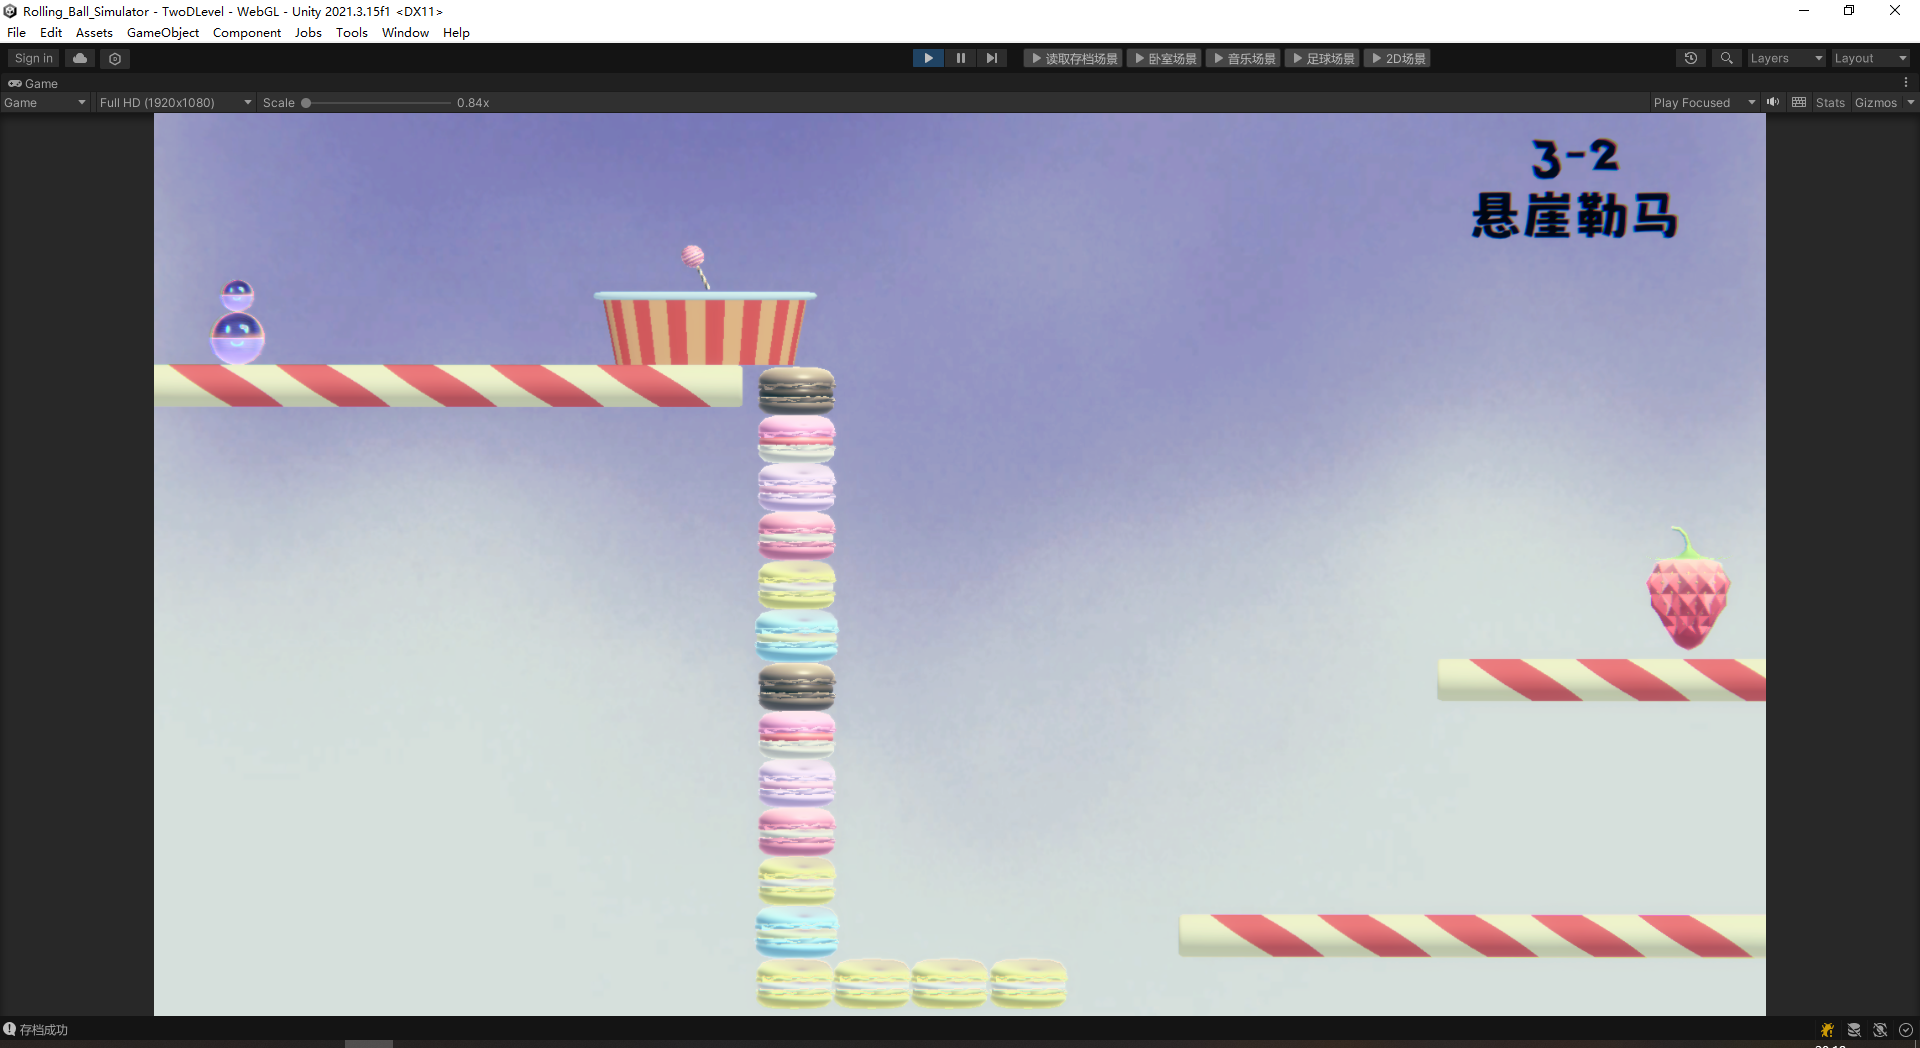 Rolling_Ball_Simulator - TwoDLevel - WebGL - Unity 2021.3.15f1 <DX11>
File Edit Assets GameObject Component Jobs Tools Window Help
Sign in 读取存档场景 卧室场景 音乐场景 足球场景 2D场景 Layers Layout
Game
Game Full HD (1920x1080) Scale 0.84x Play Focused Stats Gizmos
3-2
悬崖勒马
存档成功